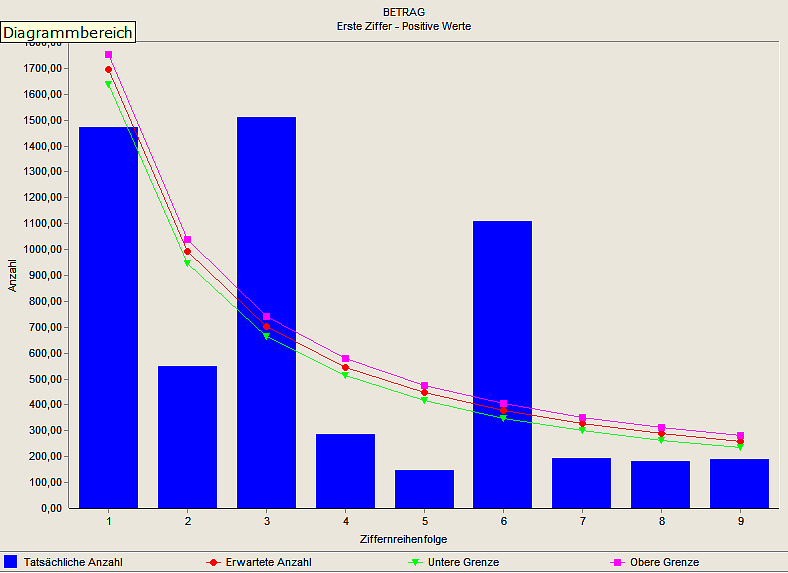 BETRAG
Erste Ziffer - Positive Werte
Diagrammbereich
1800,00
1700,00
1600,00
1500,00
1400,00
1300,00
1200,00
1100,00
1000,00
900,00
800,00
700,00
600,00
500,00
400,00
300,00
200,00
100,00
0,00
Anzahl
1 2 3 4 5 6 7 8 9
Ziffernreihenfolge
Tatsächliche Anzahl Erwartete Anzahl Untere Grenze Obere Grenze